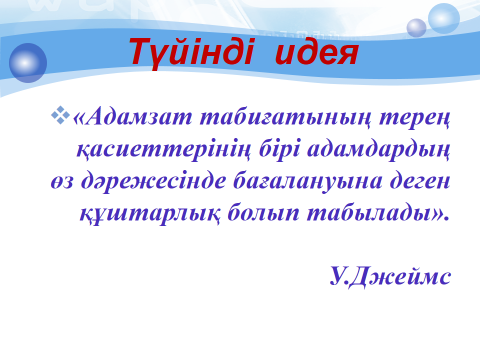 Түйінді идея
❖«Адамзат табиғатының терең
қасиеттерінің бірі адамдардың
өз дәрежесінде бағалануына деген
құштарлық болып табылады».
У.Джеймс